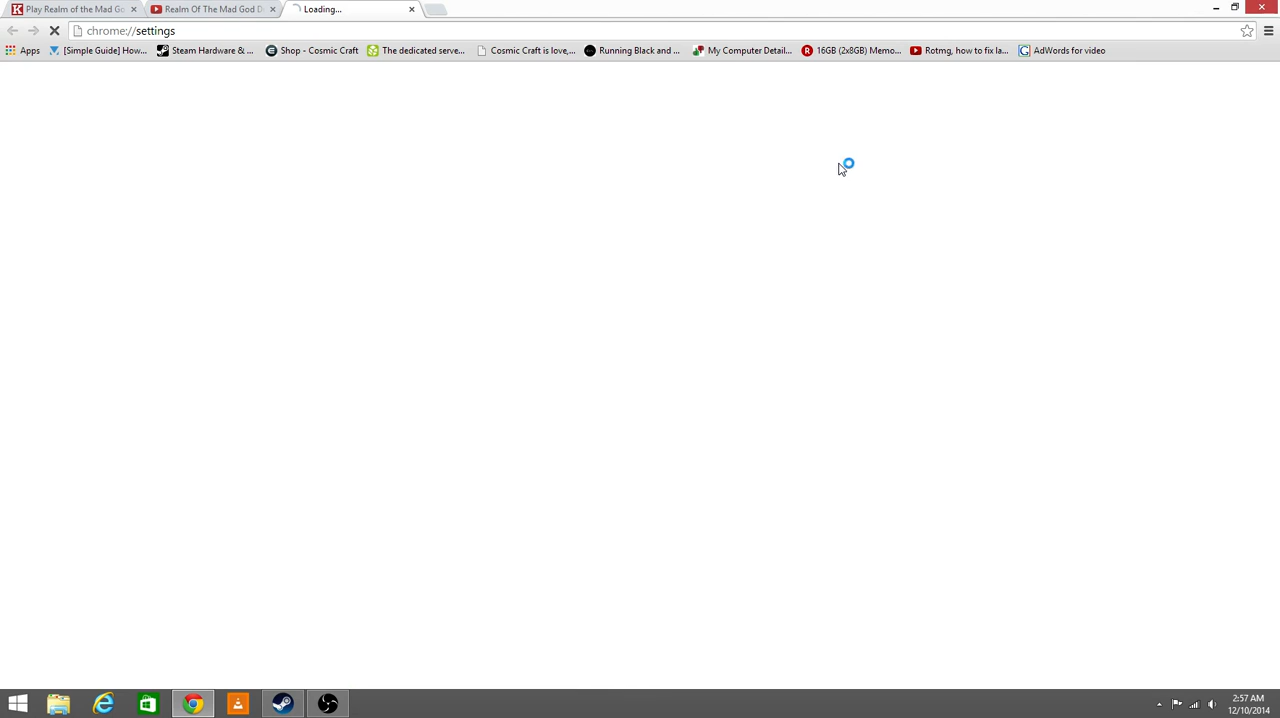 Play Realm of the Mad Go
Realm Of The Mad God D
Loading...
chrome://settings
Apps
[Simple Guide] How...
Steam Hardware & ...
Shop - Cosmic Craft
The dedicated serve...
Cosmic Craft is love,...
Running Black and ...
My Computer Detail...
16GB (2x8GB) Memo...
Rotmg, how to fix la...
AdWords for video
2:57 AM
12/10/2014